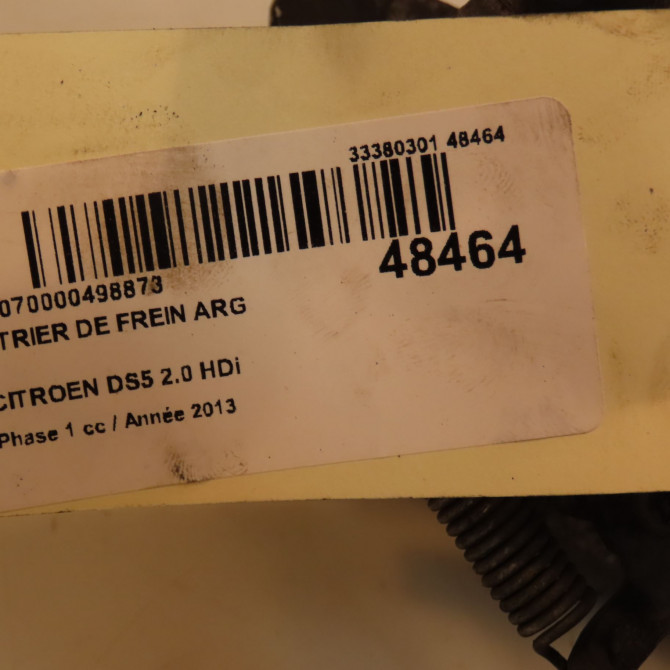 33380301 48464
48464
070000498873
TRIER DE FREIN ARG
CITROEN DS5 2.0 HDi
Phase 1 cc / Année 2013